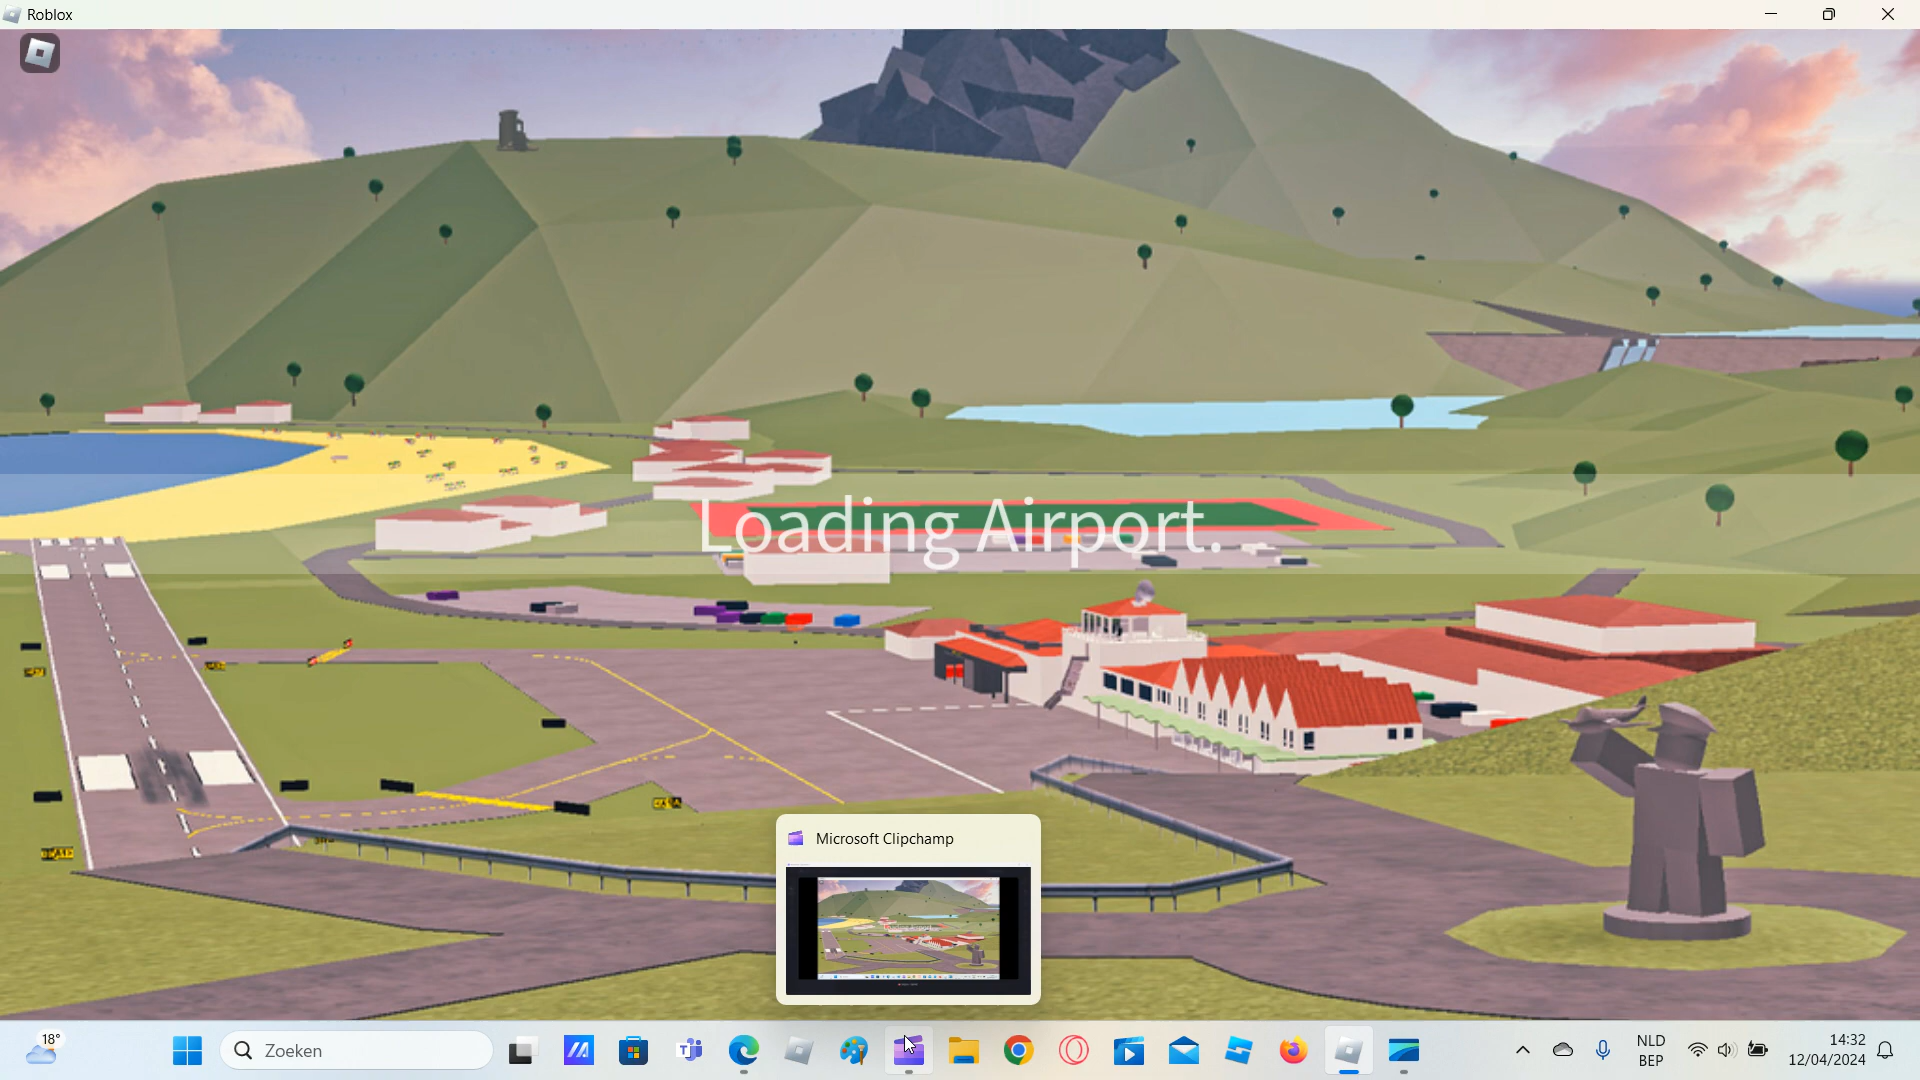 Roblox
Loading Airport.
Microsoft Clipchamp
18°
Zoeken
NLD
BEP
14:32
12/04/2024